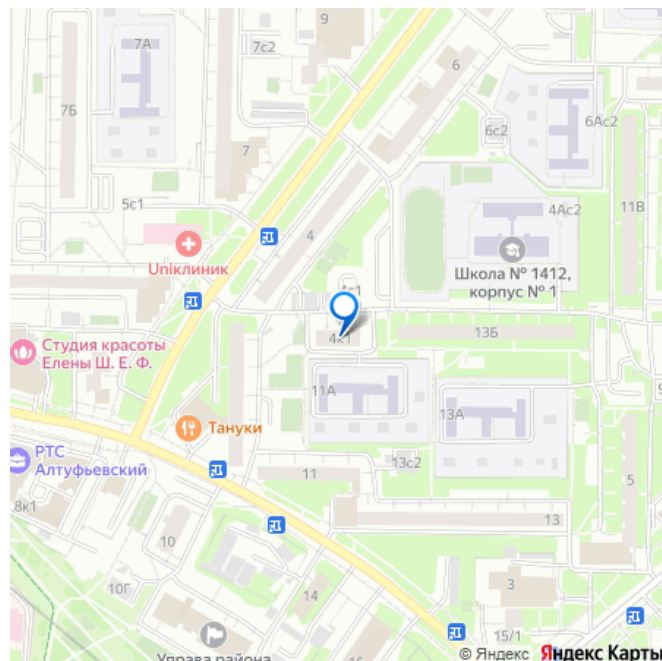 9
7А
7с2
6
7Б
6с2
6Ас2
7
5с1
4Ас2
11В
4
Uniклиник
Школа № 1412,
корпус № 1
4с1
Студия красоты
Елены Ш. Е. Ф.
4к1
13Б
11А
13А
Тануки
РТС
Алтуфьевский
13с2
11
5
8к1
13
10
10Г
3
14
15/1
Управа района
© Яндекс Яндекс Карты